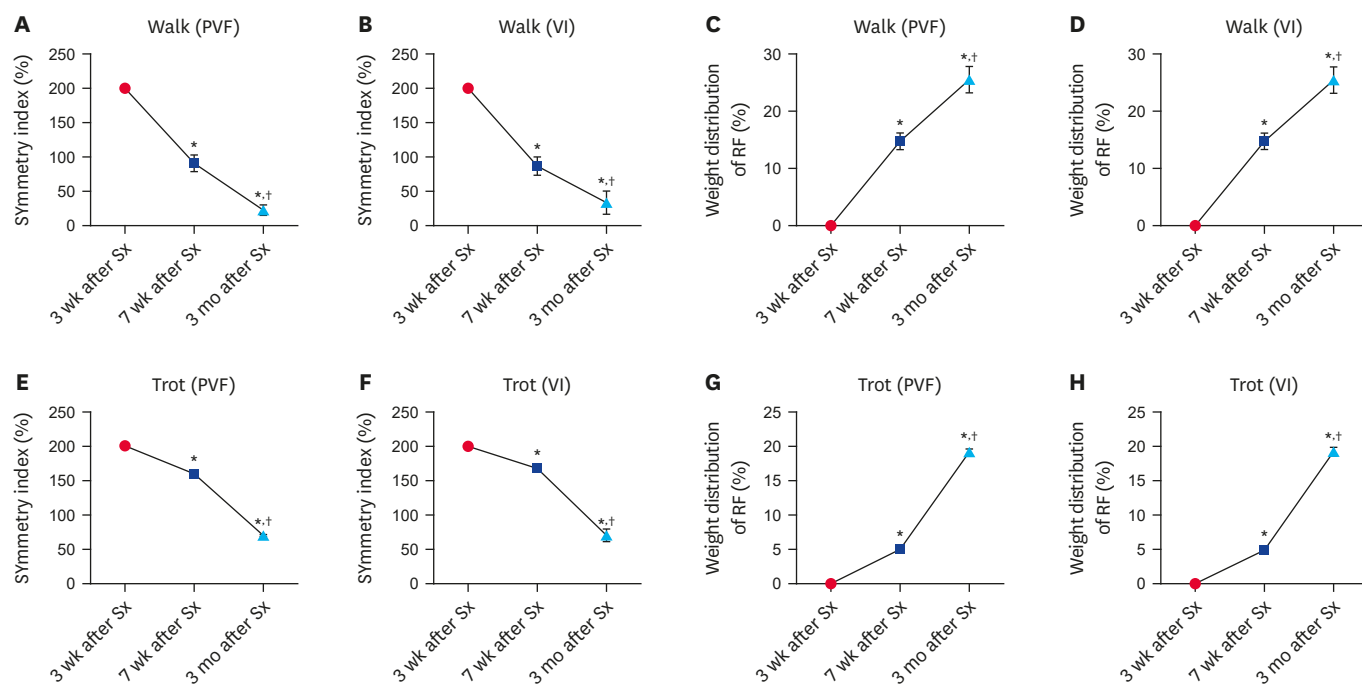 A
Walk (PVF)
SYmmetry index (%)
250
200
150
100
50
0
*
*,†
3 wk after Sx
7 wk after Sx
3 mo after Sx
B
Walk (VI)
SYmmetry index (%)
250
200
150
100
50
0
*
*,†
3 wk after Sx
7 wk after Sx
3 mo after Sx
C
Walk (PVF)
Weight distribution
of RF (%)
30
20
10
0
*
*,†
3 wk after Sx
7 wk after Sx
3 mo after Sx
D
Walk (VI)
Weight distribution
of RF (%)
30
20
10
0
*
*,†
3 wk after Sx
7 wk after Sx
3 mo after Sx
E
Trot (PVF)
SYmmetry index (%)
250
200
150
100
50
0
*
*,†
3 wk after Sx
7 wk after Sx
3 mo after Sx
F
Trot (VI)
SYmmetry index (%)
250
200
150
100
50
0
*
*,†
3 wk after Sx
7 wk after Sx
3 mo after Sx
G
Trot (PVF)
Weight distribution
of RF (%)
25
20
15
10
5
0
*
*,†
3 wk after Sx
7 wk after Sx
3 mo after Sx
H
Trot (VI)
Weight distribution
of RF (%)
25
20
15
10
5
0
*
*,†
3 wk after Sx
7 wk after Sx
3 mo after Sx